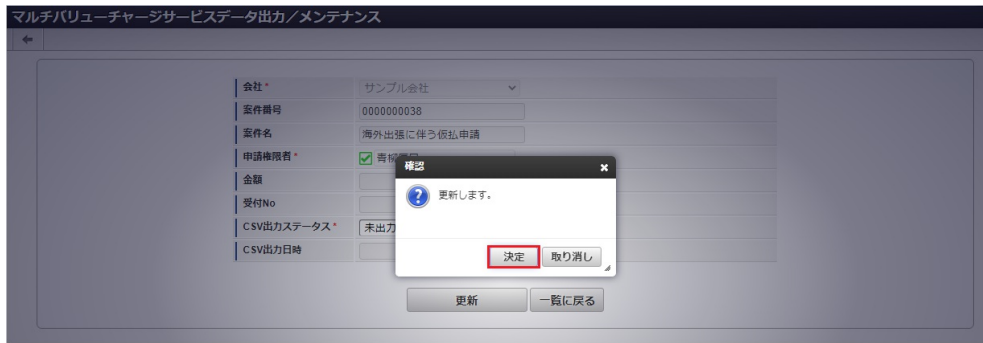 マルチバリューチャージサービスデータ出力／メンテナンス
会社*
サンプル会社
案件番号
0000000038
案件名
海外出張に伴う仮払申請
申請権限者*
金額
受付No
CSV出力ステータス*
未出力
CSV出力日時
確認
更新します。
決定
取り消し
更新
一覧に戻る